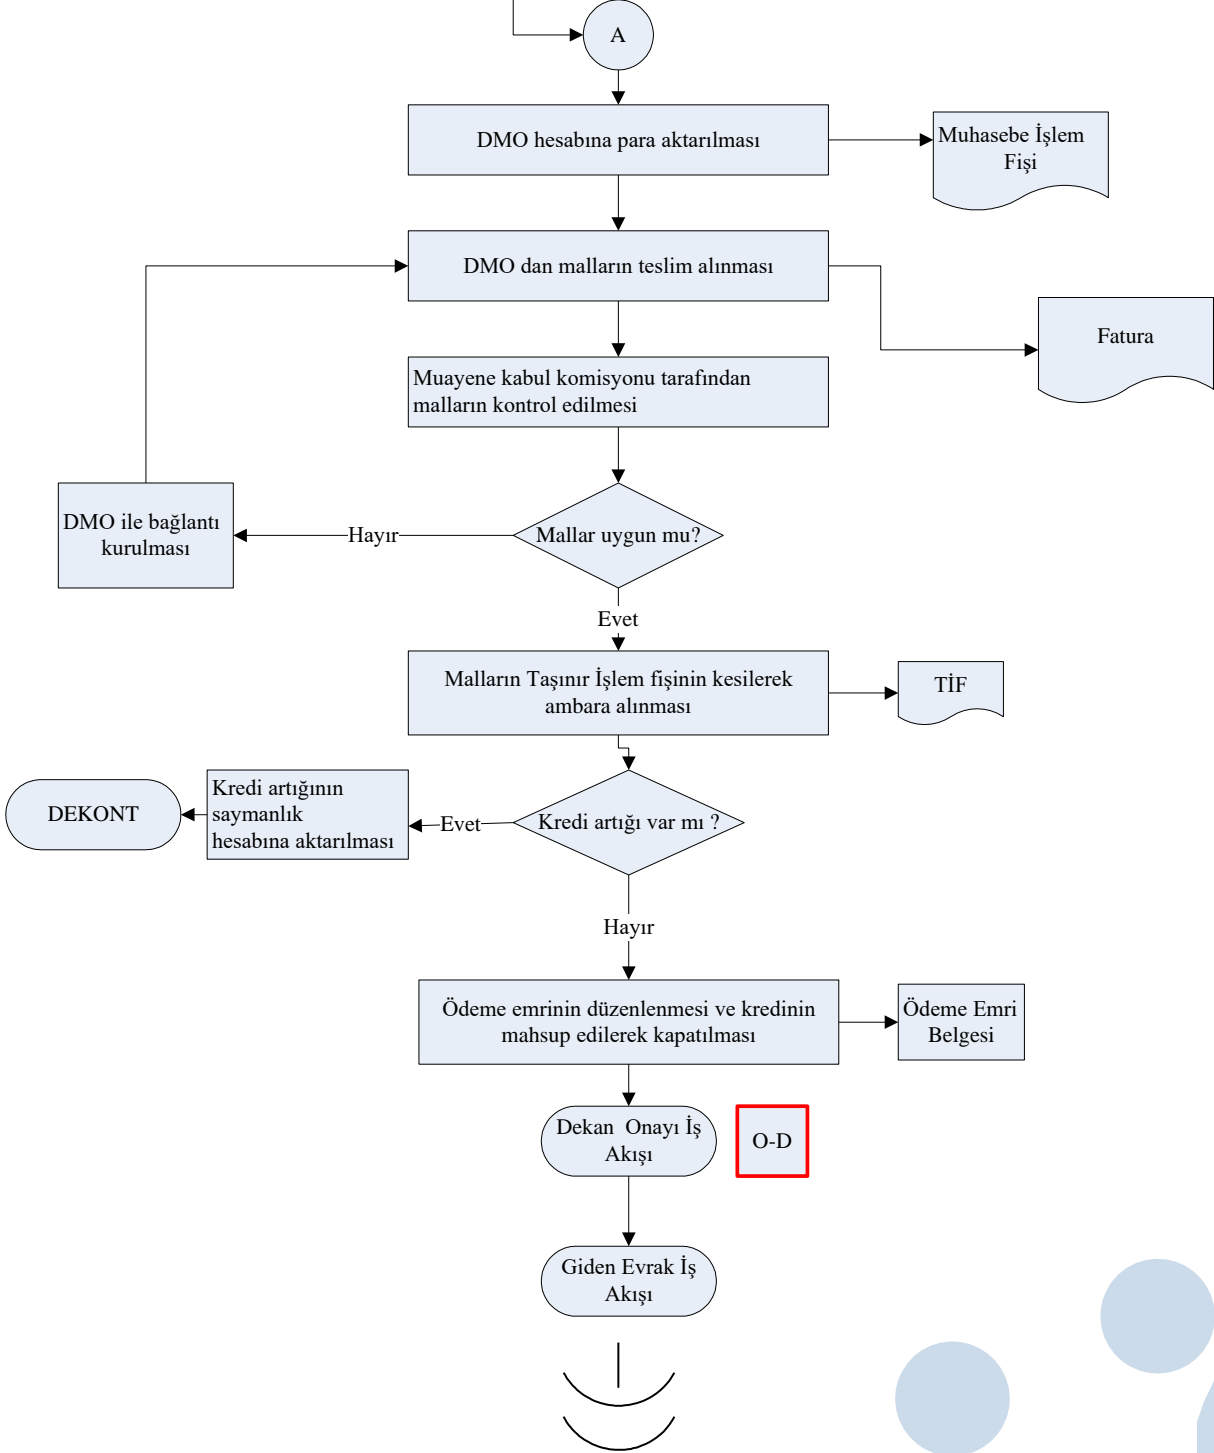 A
DMO hesabına para aktarılması
Muhasebe İşlem
Fişi
DMO dan malların teslim alınması
Fatura
Muayene kabul komisyonu tarafından
malların kontrol edilmesi
DMO ile bağlantı
kurulması
Hayır
Mallar uygun mu?
Evet
Malların Taşınır İşlem fişinin kesilerek
ambara alınması
TİF
DEKONT
Kredi artığının
saymanlık
hesabına aktarılması
Evet
Kredi artığı var mı ?
Hayır
Ödeme emrinin düzenlenmesi ve kredinin
mahsup edilerek kapatılması
Ödeme Emri
Belgesi
Dekan  Onayı İş
Akışı
O-D
Giden Evrak İş
Akışı